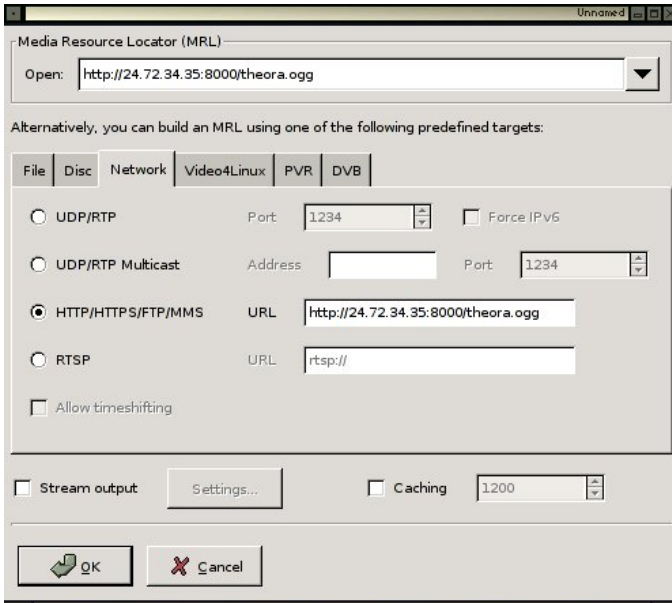 Unnamed
Media Resource Locator (MRL)
Open: http://24.72.34.35:8000/theora.ogg
Alternatively, you can build an MRL using one of the following predefined targets:
File Disc Network Video4Linux PVR DVB
UDP/RTP Port 1234 Force IPv6
UDP/RTP Multicast Address Port 1234
HTTP/HTTPS/FTP/MMS URL http://24.72.34.35:8000/theora.ogg
RTSP URL rtsp://
Allow timeshifting
Stream output Settings... Caching 1200
OK Cancel